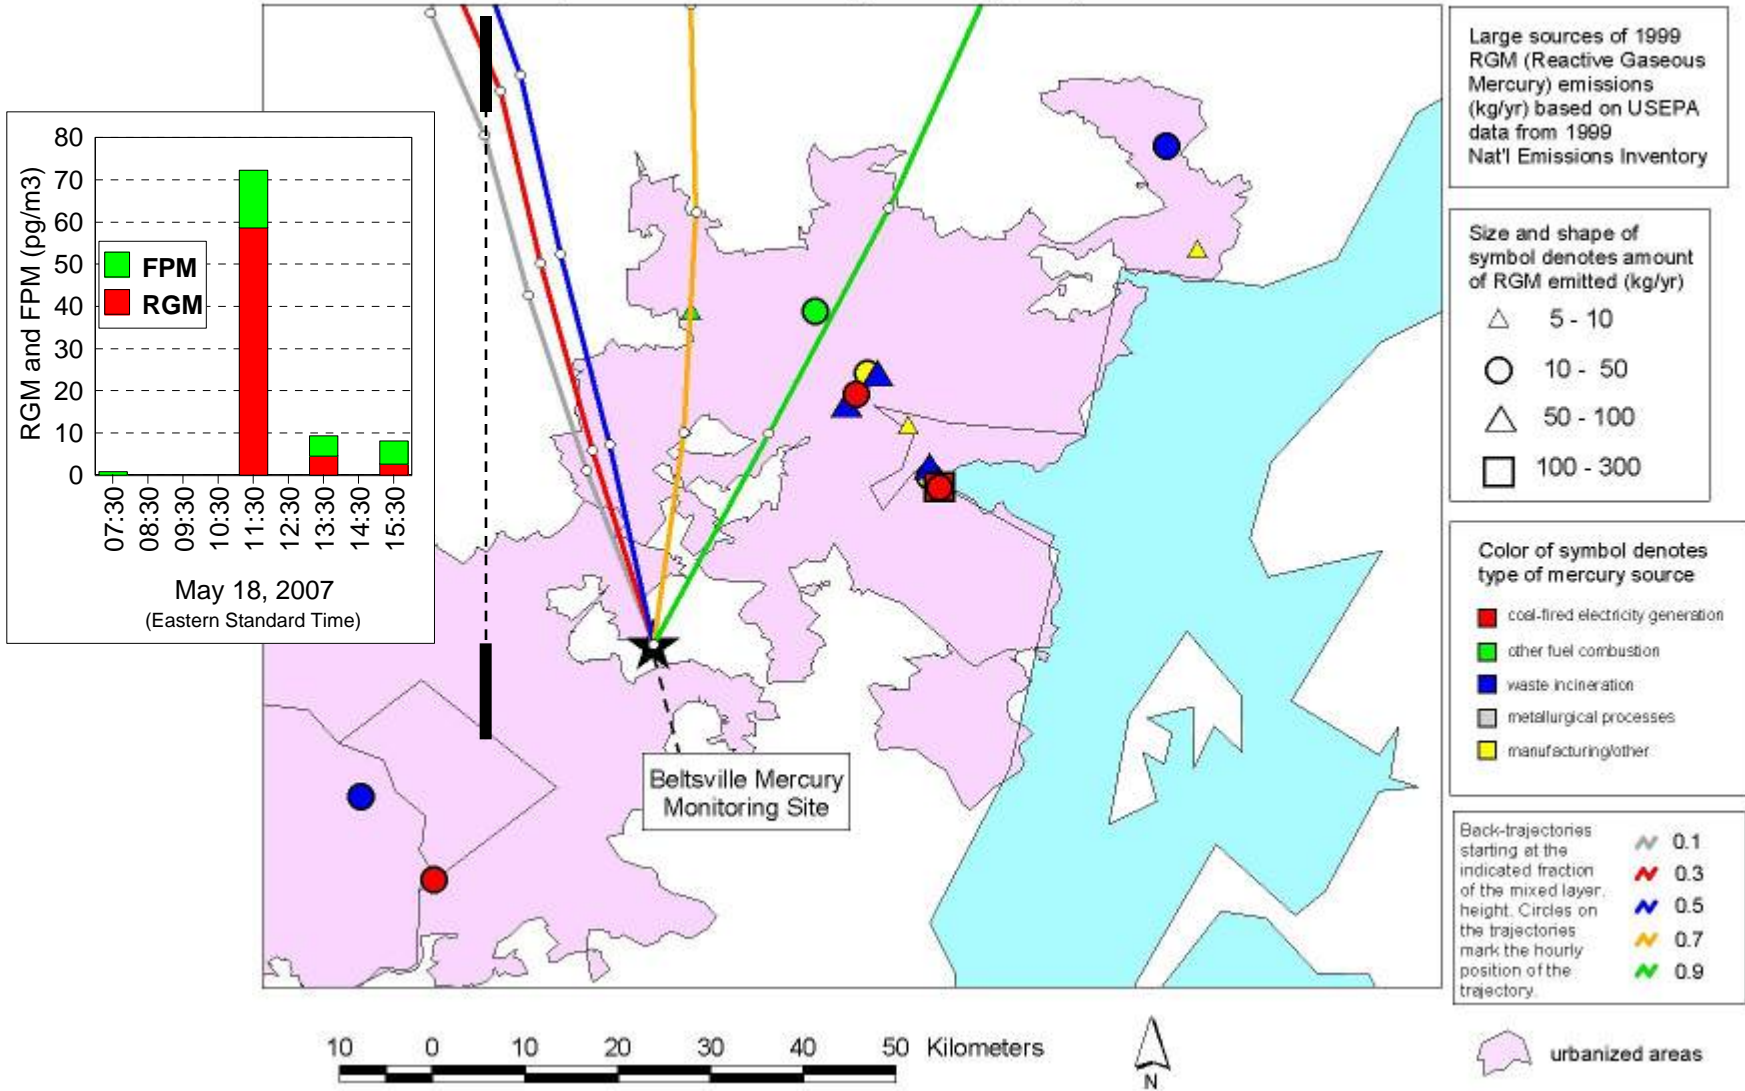 80
70
60
50
40
30
20
10
0
RGM and FPM (pg/m3)
FPM
RGM
07:30
08:30
09:30
10:30
11:30
12:30
13:30
14:30
15:30
May 18, 2007
(Eastern Standard Time)
Beltsville Mercury
Monitoring Site
Large sources of 1999
RGM (Reactive Gaseous
Mercury) emissions
(kg/yr) based on USEPA
data from 1999
Nat'l Emissions Inventory
Size and shape of
symbol denotes amount
of RGM emitted (kg/yr)
5 - 10
10 - 50
50 - 100
100 - 300
Color of symbol denotes
type of mercury source
coal-fired electricity generation
other fuel combustion
waste incineration
metallurgical processes
manufacturing/other
Back-trajectories
starting at the
indicated fraction
of the mixed layer.
height. Circles on
the trajectories
mark the hourly
position of the
trajectory.
0.1
0.3
0.5
0.7
0.9
10 0 10 20 30 40 50 Kilometers
N
urbanized areas